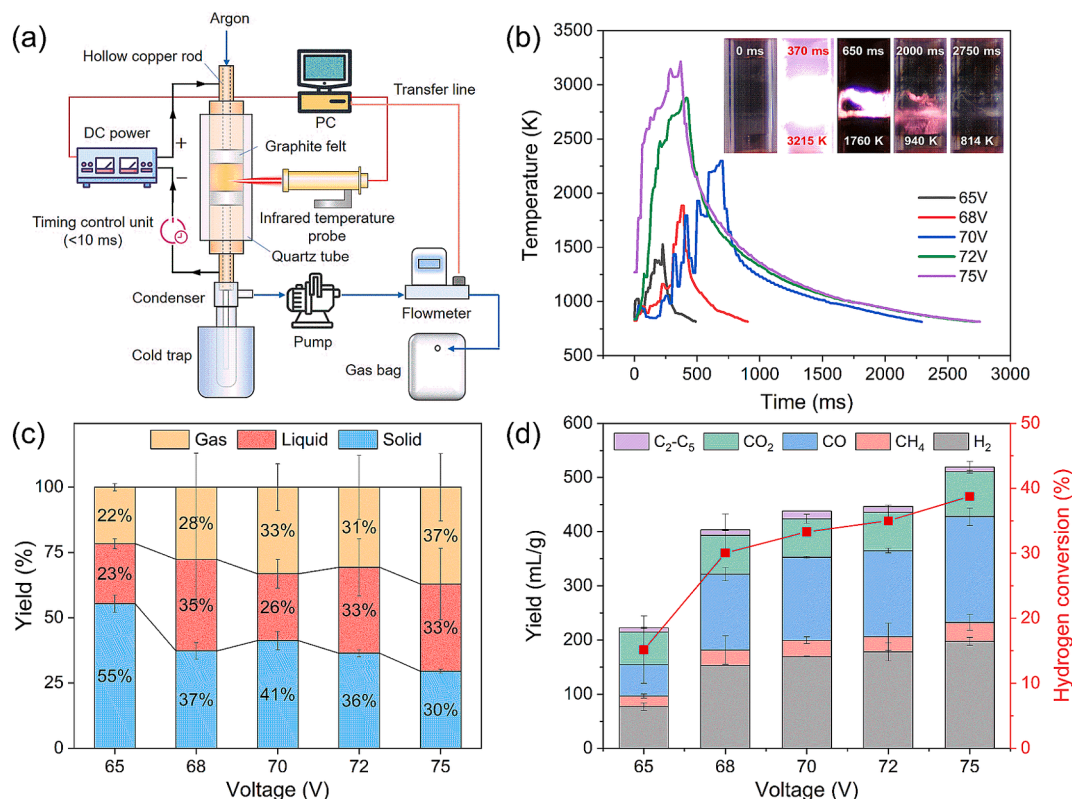 (a)
Argon
Hollow copper rod
Transfer line
PC
DC power
+
−
Graphite felt
Timing control unit
(<10 ms)
Infrared temperature
probe
Quartz tube
Condenser
Pump
Flowmeter
Cold trap
Gas bag
(b)
3500
3000
2500
2000
1500
1000
500
Temperature (K)
0 ms
370 ms
650 ms
2000 ms
2750 ms
3215 K
1760 K
940 K
814 K
65V
68V
70V
72V
75V
0 500 1000 1500 2000 2500 3000
Time (ms)
(c)
Gas Liquid Solid
Yield (%)
100
75
50
25
0
22% 28% 33% 31% 37%
23% 35% 26% 33% 33%
55% 37% 41% 36% 30%
65 68 70 72 75
Voltage (V)
(d)
C2-C5 CO2 CO CH4 H2
Yield (mL/g)
600
500
400
300
200
100
0
50
40
30
20
10
0
Hydrogen conversion (%)
65 68 70 72 75
Voltage (V)